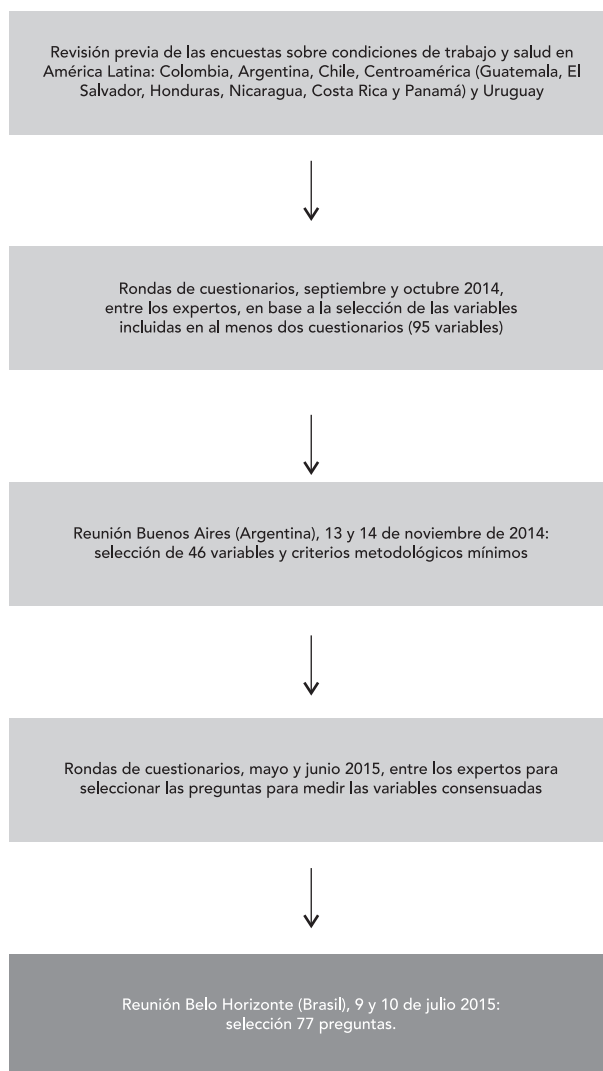 Revisión previa de las encuestas sobre condiciones de trabajo y salud en
América Latina: Colombia, Argentina, Chile, Centroamérica (Guatemala, El
Salvador, Honduras, Nicaragua, Costa Rica y Panamá) y Uruguay
Rondas de cuestionarios, septiembre y octubre 2014,
entre los expertos, en base a la selección de las variables
incluidas en al menos dos cuestionarios (95 variables)
Reunión Buenos Aires (Argentina), 13 y 14 de noviembre de 2014:
selección de 46 variables y criterios metodológicos mínimos
Rondas de cuestionarios, mayo y junio 2015, entre los expertos para
seleccionar las preguntas para medir las variables consensuadas
Reunión Belo Horizonte (Brasil), 9 y 10 de julio 2015:
selección 77 preguntas.